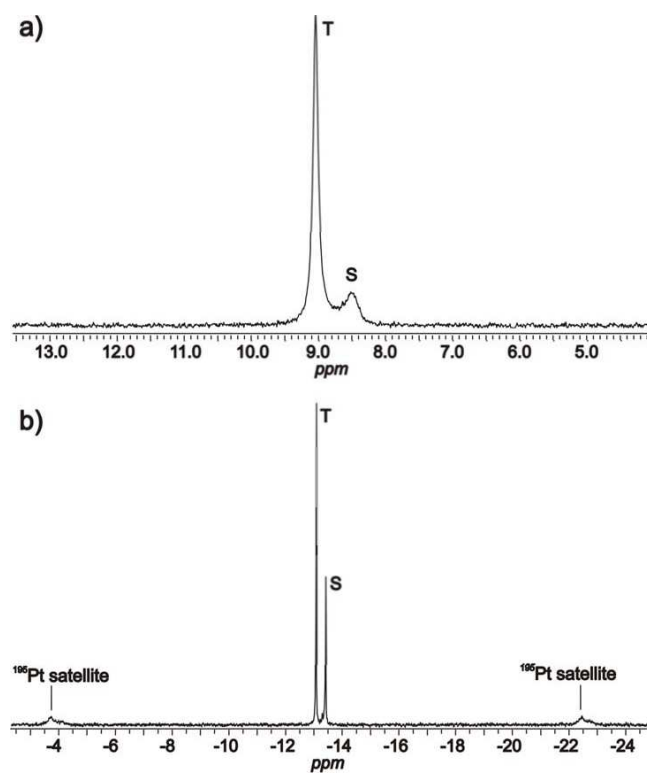 a)
T
S
13.0 12.0 11.0 10.0 9.0 8.0 7.0 6.0 5.0
ppm
b)
T
S
¹⁹⁵Pt satellite ¹⁹⁵Pt satellite
-4 -6 -8 -10 -12 -14 -16 -18 -20 -22 -24
ppm